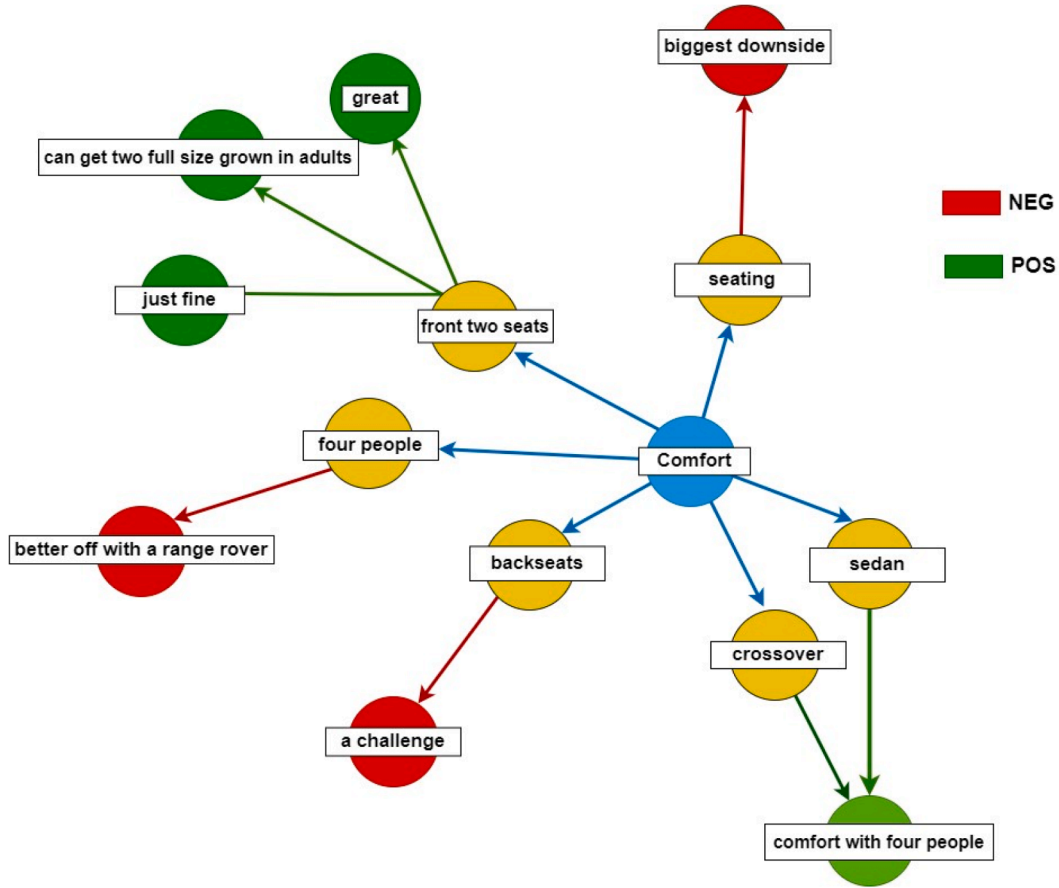 biggest downside
great
can get two full size grown in adults
NEG
POS
seating
just fine
front two seats
four people
Comfort
better off with a range rover
backseats
sedan
crossover
a challenge
comfort with four people